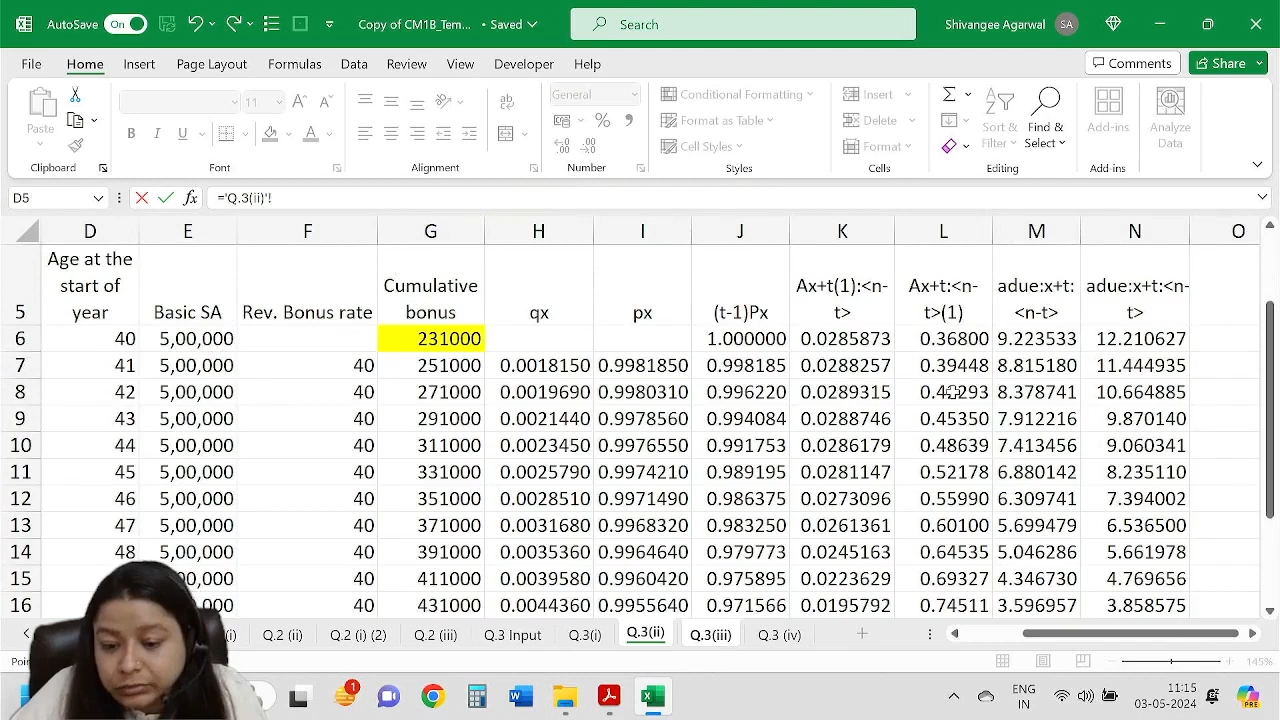 AutoSave On Copy of CM1B_Tem... • Saved Search Shivangee Agarwal SA
File Home Insert Page Layout Formulas Data Review View Developer Help Comments Share
Paste 11 General Conditional Formatting Insert Sort & Find & Add-ins Analyze
B I U Format as Table Delete Filter Select Data
Cell Styles Format
Clipboard Font Alignment Number Styles Cells Editing Add-ins
D5 fx ='Q.3(ii)'!
D E F G H I J K L M N O
5 Age at the start of year Basic SA Rev. Bonus rate Cumulative bonus qx px (t-1)Px Ax+t(1):<n-t> Ax+t:<n-t>(1) adue:x+t:<n-t> adue:x+t:<n-t>
6 40 5,00,000 231000 1.000000 0.0285873 0.36800 9.223533 12.210627
7 41 5,00,000 40 251000 0.0018150 0.9981850 0.998185 0.0288257 0.39448 8.815180 11.444935
8 42 5,00,000 40 271000 0.0019690 0.9980310 0.996220 0.0289315 8.378741 10.664885
9 43 5,00,000 40 291000 0.0021440 0.9978560 0.994084 0.0288746 0.45350 7.912216 9.870140
10 44 5,00,000 40 311000 0.0023450 0.9976550 0.991753 0.0286179 0.48639 7.413456 9.060341
11 45 5,00,000 40 331000 0.0025790 0.9974210 0.989195 0.0281147 0.52178 6.880142 8.235110
12 46 5,00,000 40 351000 0.0028510 0.9971490 0.986375 0.0273096 0.55990 6.309741 7.394002
13 47 5,00,000 40 371000 0.0031680 0.9968320 0.983250 0.0261361 0.60100 5.699479 6.536500
14 48 5,00,000 40 391000 0.0035360 0.9964640 0.979773 0.0245163 0.64535 5.046286 5.661978
15 40 411000 0.0039580 0.9960420 0.975895 0.0223629 0.69327 4.346730 4.769656
16 40 431000 0.0044360 0.9955640 0.971566 0.0195792 0.74511 3.596957 3.858575
Q.2 (ii) Q.2 (i) (2) Q.2 (iii) Q.3 Input Q.3(i) Q.3(ii) Q.3(iii) Q.3 (iv)
145%
1 ENG IN 11:15 03-05-2024 PRE